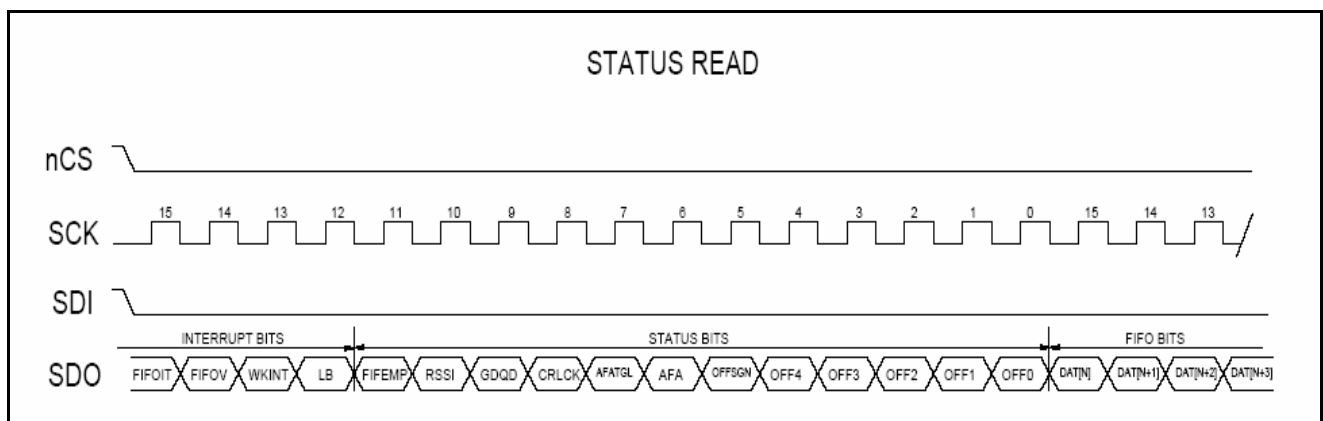 STATUS READ
nCS
SCK 15 14 13 12 11 10 9 8 7 6 5 4 3 2 1 0 15 14 13
SDI
INTERRUPT BITS STATUS BITS FIFO BITS
SDO FIFOIT FIFOV WKINT LB FIFEMP RSSI GDQD CRLCK AFATGL AFA OFFSGN OFF4 OFF3 OFF2 OFF1 OFF0 DAT[N] DAT[N+1] DAT[N+2] DAT[N+3]